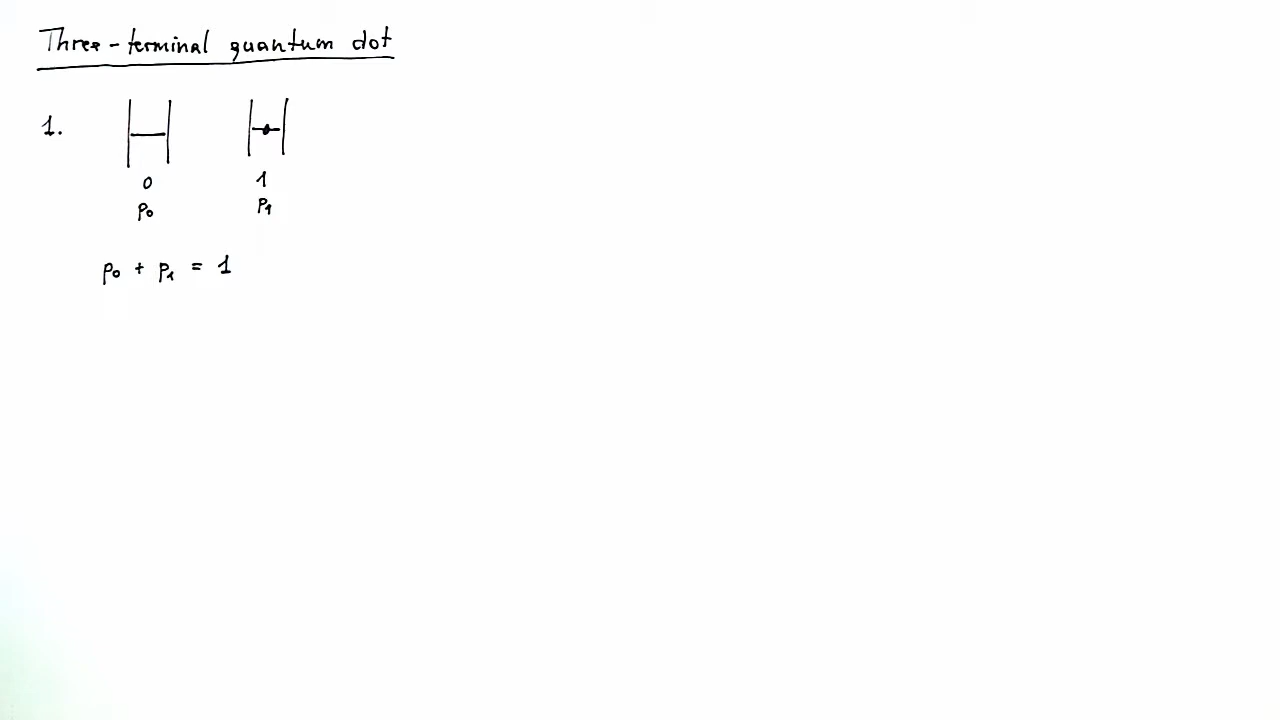 Three-terminal quantum dot
1.
0 1
p₀ p₁
p₀ + p₁ = 1